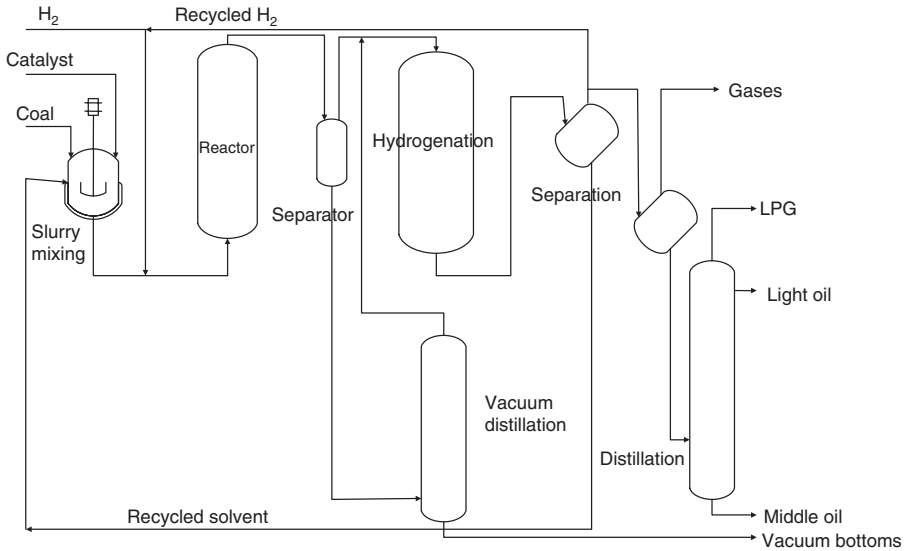 H2
Recycled H2
Catalyst
Coal
Gases
Reactor
Hydrogenation
Separation
Separator
LPG
Slurry
mixing
Light oil
Vacuum
distillation
Distillation
Recycled solvent
Middle oil
Vacuum bottoms